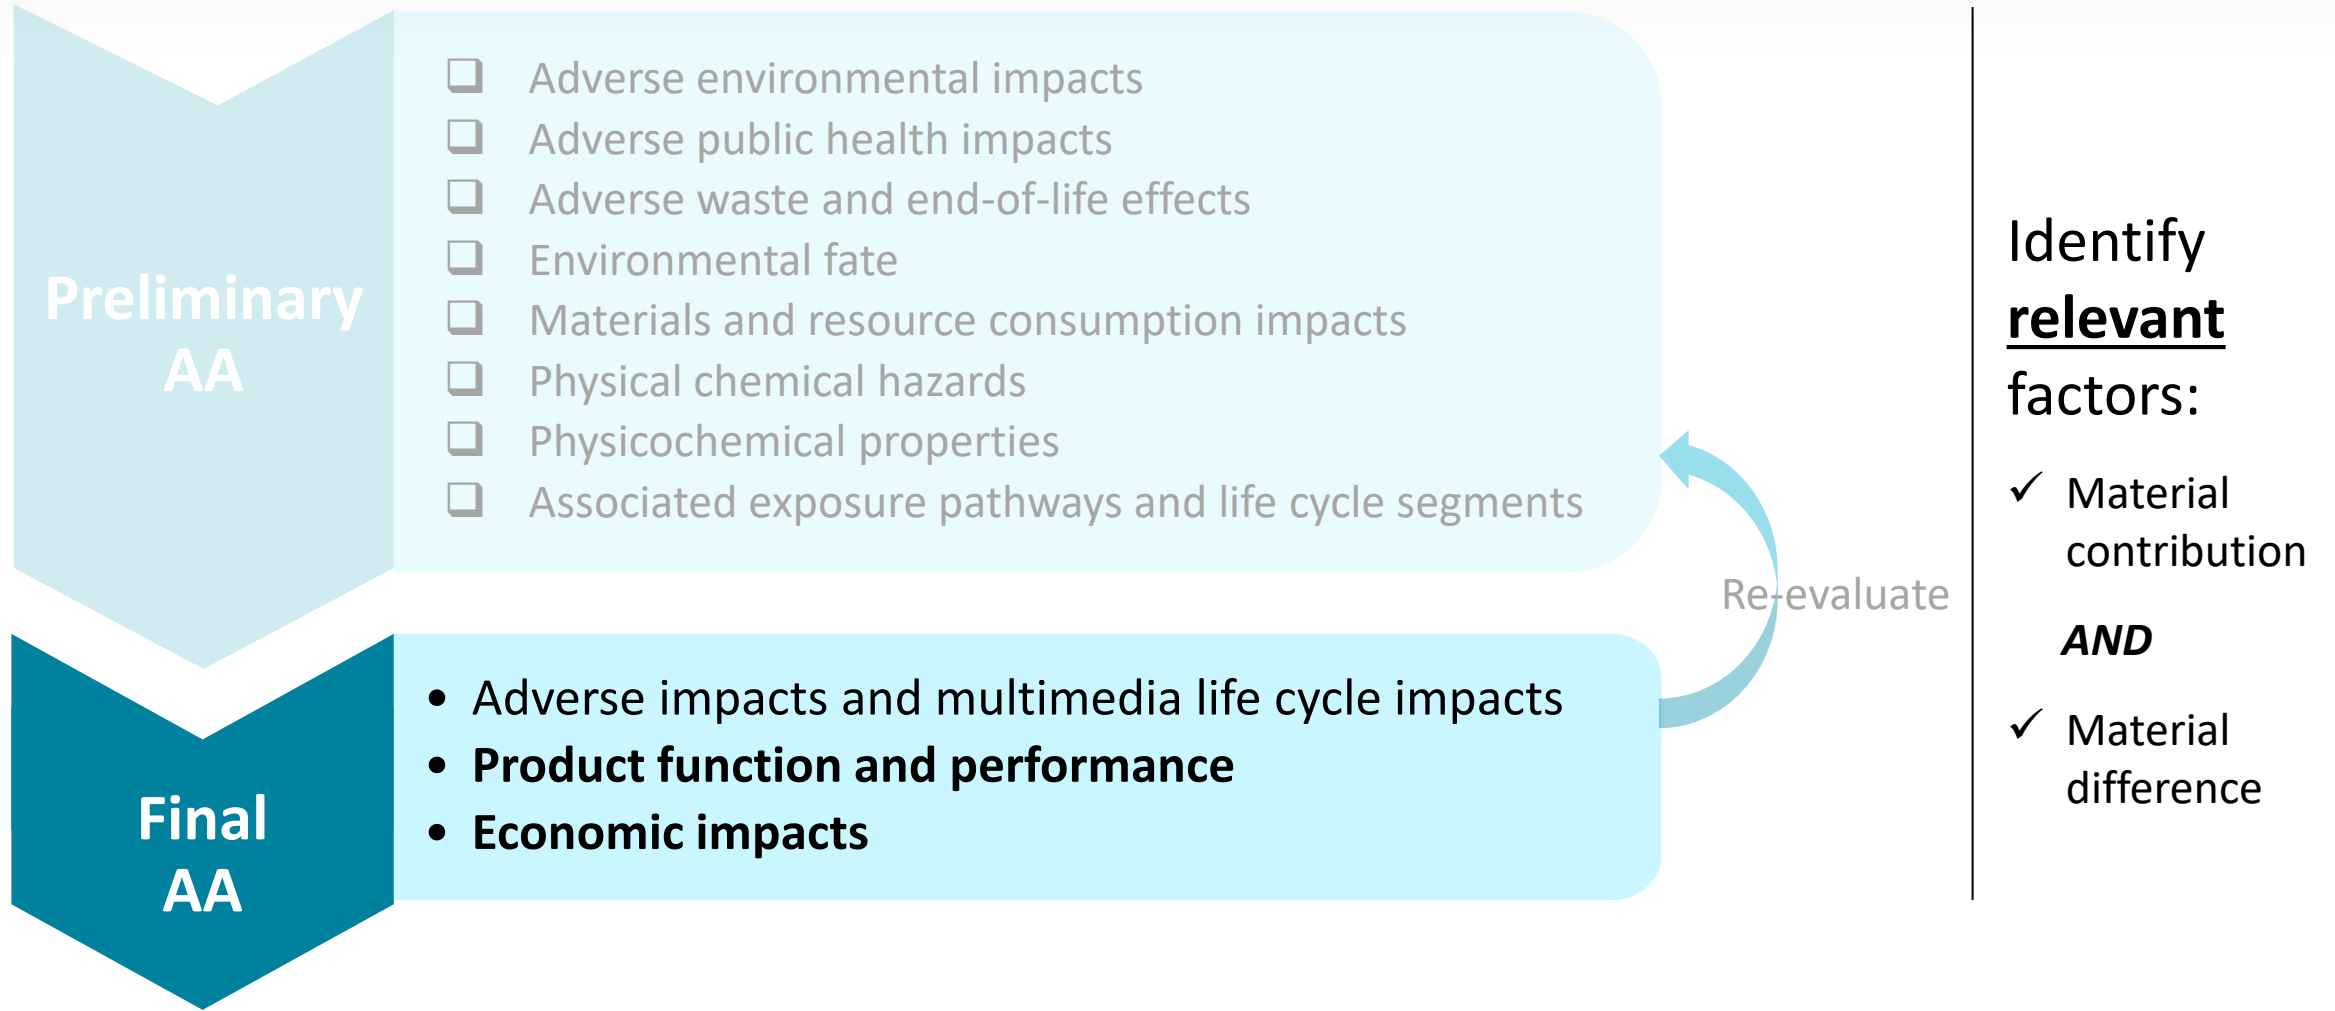 Preliminary
AA
❑ Adverse environmental impacts
❑ Adverse public health impacts
❑ Adverse waste and end-of-life effects
❑ Environmental fate
❑ Materials and resource consumption impacts
❑ Physical chemical hazards
❑ Physicochemical properties
❑ Associated exposure pathways and life cycle segments
Re-evaluate
Final
AA
• Adverse impacts and multimedia life cycle impacts
• Product function and performance
• Economic impacts
Identify
relevant
factors:
✓ Material
contribution
AND
✓ Material
difference